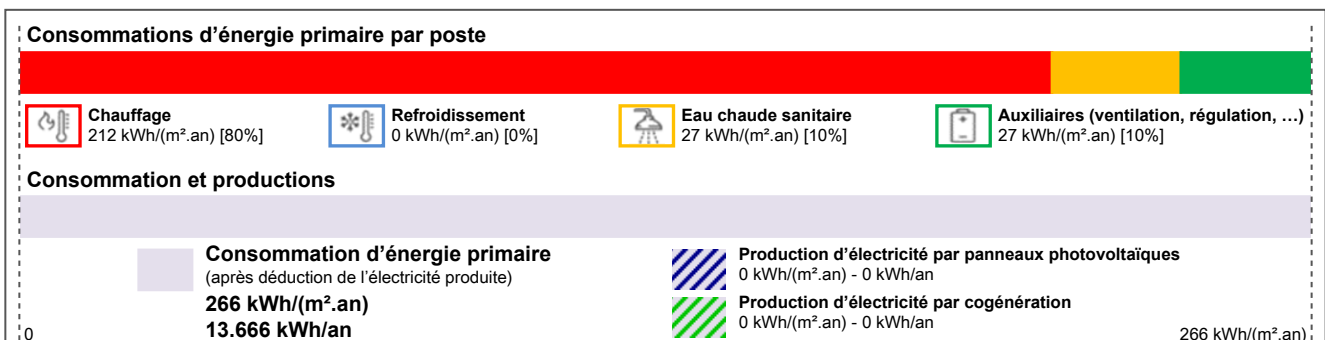 Consommations d’énergie primaire par poste
Chauffage
212 kWh/(m².an) [80%]
Refroidissement
0 kWh/(m².an) [0%]
Eau chaude sanitaire
27 kWh/(m².an) [10%]
Auxiliaires (ventilation, régulation, …)
27 kWh/(m².an) [10%]
Consommation et productions
Consommation d’énergie primaire
(après déduction de l’électricité produite)
266 kWh/(m².an)
13.666 kWh/an
Production d’électricité par panneaux photovoltaïques
0 kWh/(m².an) - 0 kWh/an
Production d’électricité par cogénération
0 kWh/(m².an) - 0 kWh/an
0
266 kWh/(m².an)